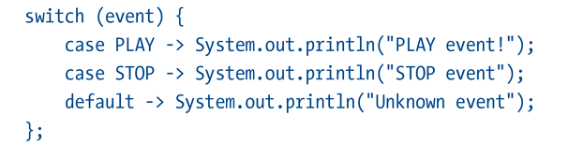 switch (event) {
    case PLAY -> System.out.println("PLAY event!");
    case STOP -> System.out.println("STOP event");
    default -> System.out.println("Unknown event");
};